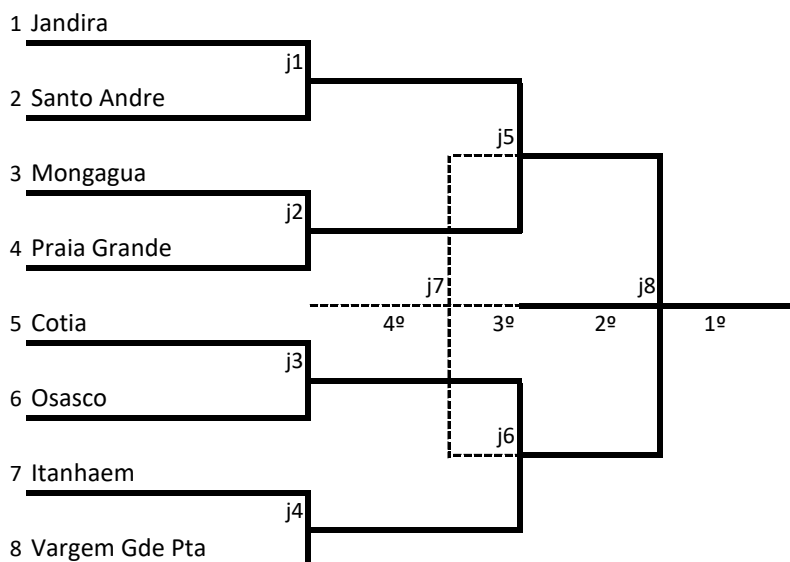 1 Jandira
j1
2 Santo Andre
j5
3 Mongagua
j2
4 Praia Grande
j7
j8
4º 3º 2º 1º
5 Cotia
j3
6 Osasco
j6
7 Itanhaem
j4
8 Vargem Gde Pta